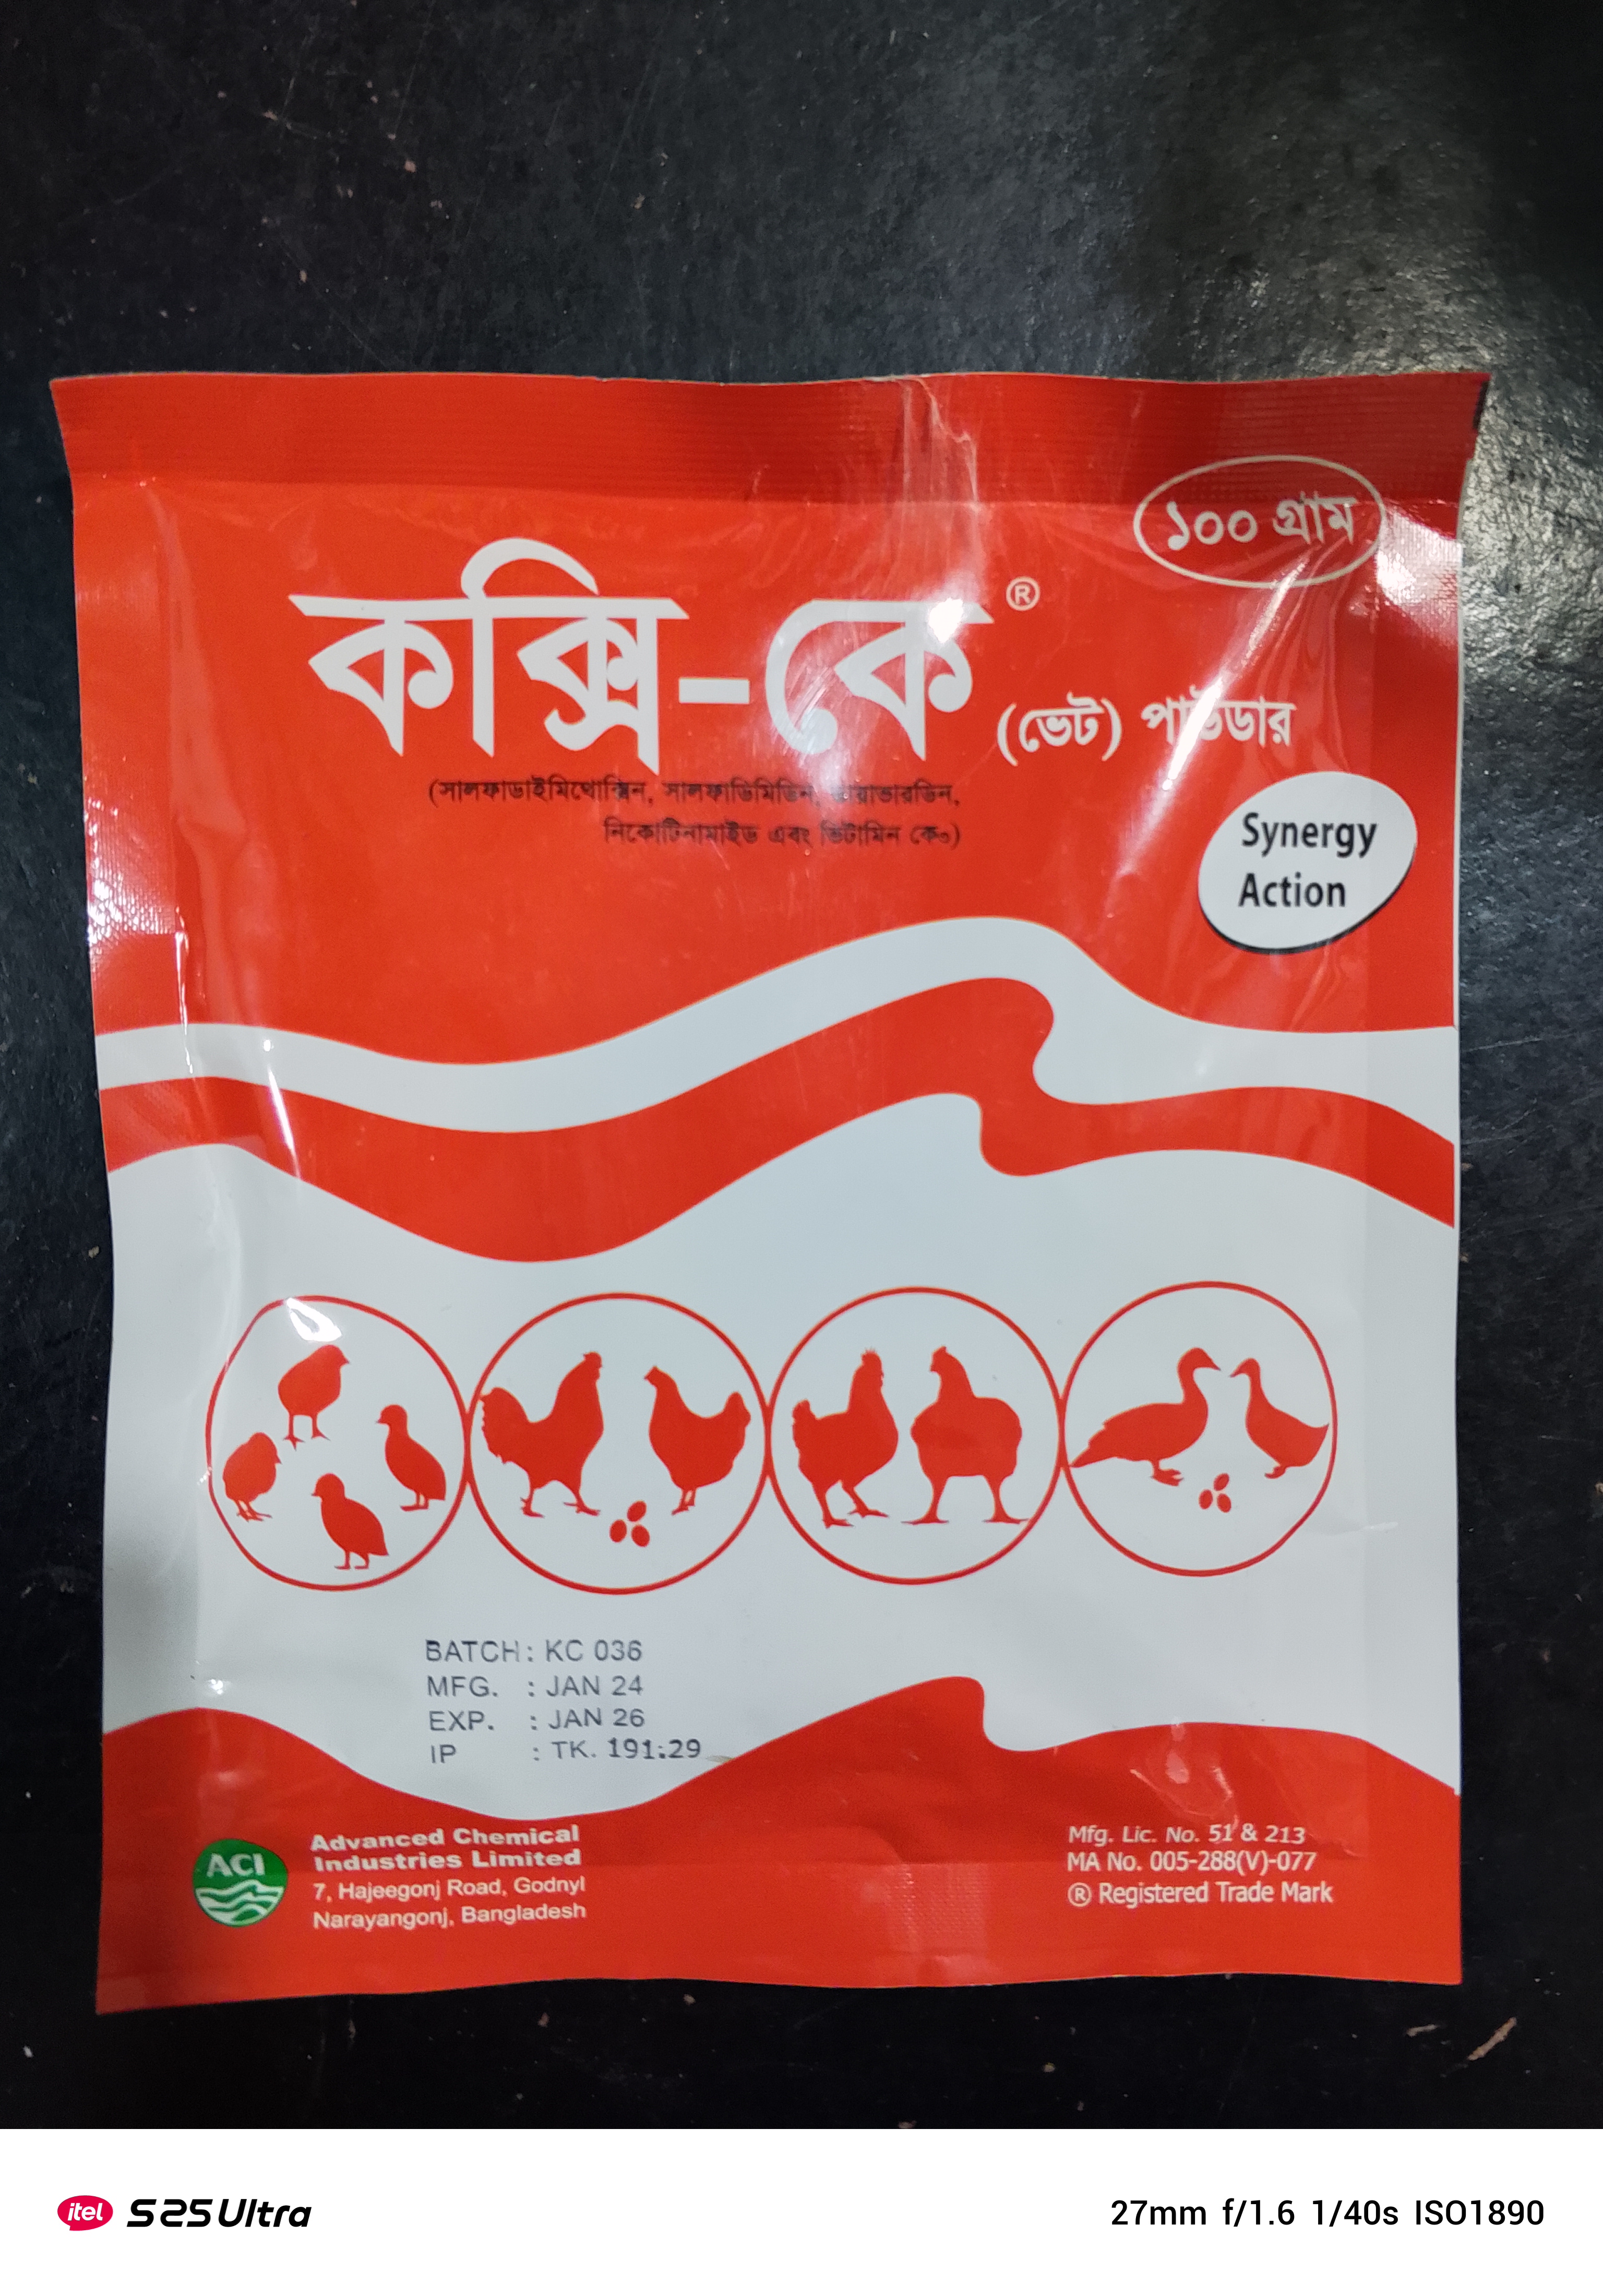 ১০০ গ্রাম
কক্সি-কে®
(ভেট) পাউডার
(সালফাডাইমিথোক্সিন, সালফাডিমিডিন, ডায়াভারডিন,
নিকোটিনামাইড এবং ভিটামিন কে৩)
Synergy
Action
BATCH : KC 036
MFG. : JAN 24
EXP. : JAN 26
IP : TK. 191.29
ACI
Advanced Chemical
Industries Limited
7, Hajeegonj Road, Godnyl
Narayangonj, Bangladesh
Mfg. Lic. No. 51 & 213
MA No. 005-288(V)-077
® Registered Trade Mark
itel S25 Ultra
27mm f/1.6 1/40s ISO1890